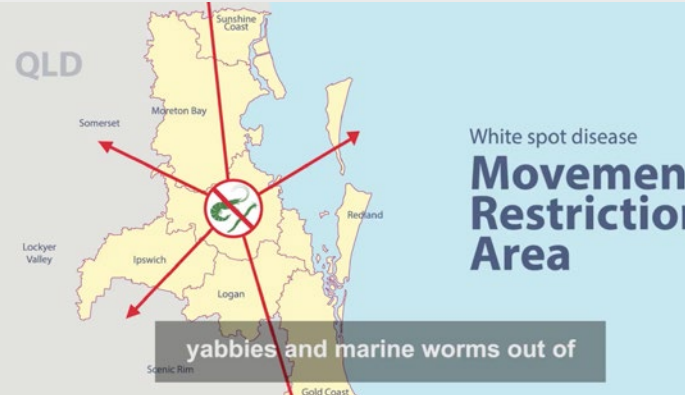 Sunshine
Coast
QLD
Moreton Bay
Somerset
White spot disease
Movemen
Restriction
Area
Redland
Lockyer
Valley
Ipswich
Logan
yabbies and marine worms out of
Scenic Rim
Gold Coast